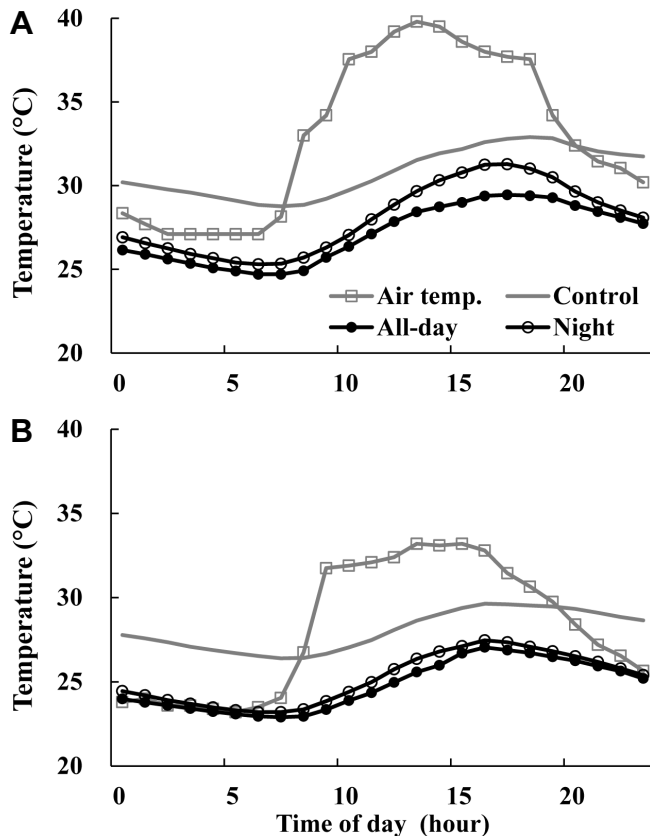 A
40
35
30
25
20
Temperature (°C)
Air temp.
Control
All-day
Night
0 5 10 15 20
B
40
35
30
25
20
Temperature (°C)
0 5 10 15 20
Time of day (hour)